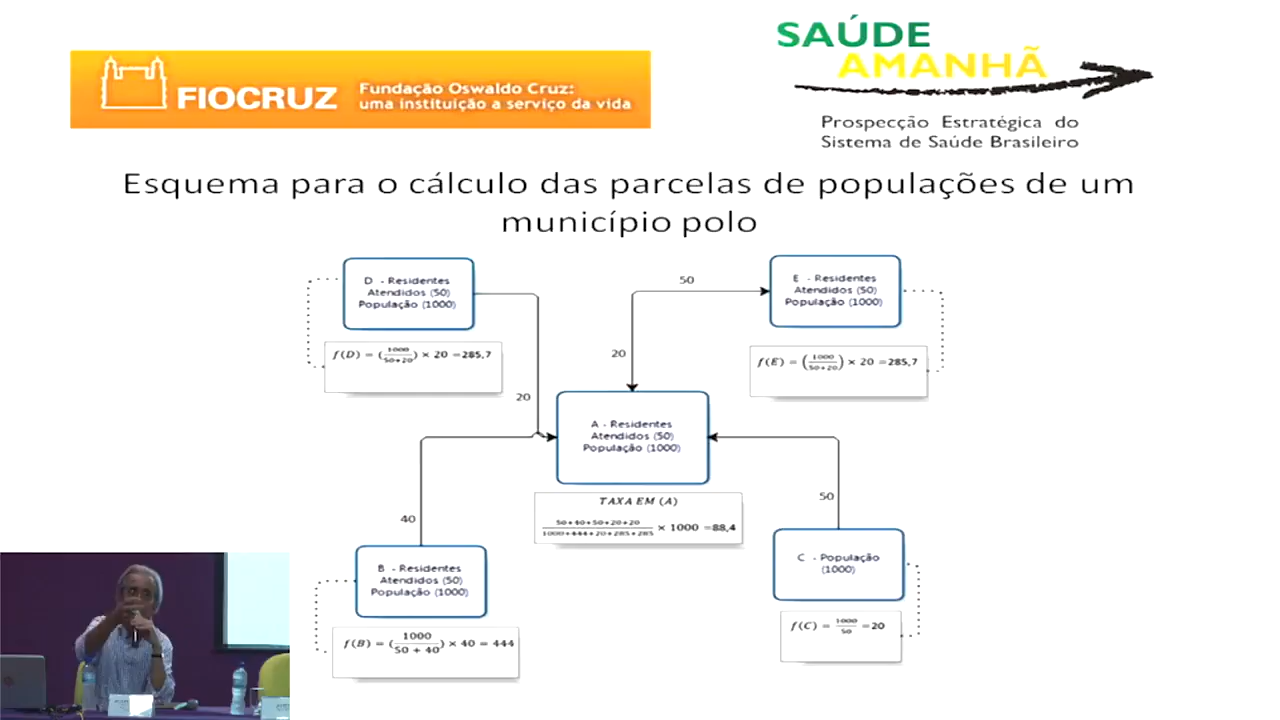 FIOCRUZ
Fundação Oswaldo Cruz:
uma instituição a serviço da vida
SAÚDE
AMANHÃ
Prospecção Estratégica do
Sistema de Saúde Brasileiro
Esquema para o cálculo das parcelas de populações de um
município polo
D - Residentes
Atendidos (50)
População (1000)
f(D) = (1000/50+20) × 20 =285,7
20
50
20
E - Residentes
Atendidos (50)
População (1000)
f(E) = (1000/50+20) × 20 =285,7
A - Residentes
Atendidos (50)
População (1000)
TAXA EM (A)
50+40+50+20+20/1000+444+20+285+285 × 1000 =88,4
40
B - Residentes
Atendidos (50)
População (1000)
f(B) = (1000/50 + 40) × 40 = 444
50
C - População
(1000)
f(C) = 1000/50 =20